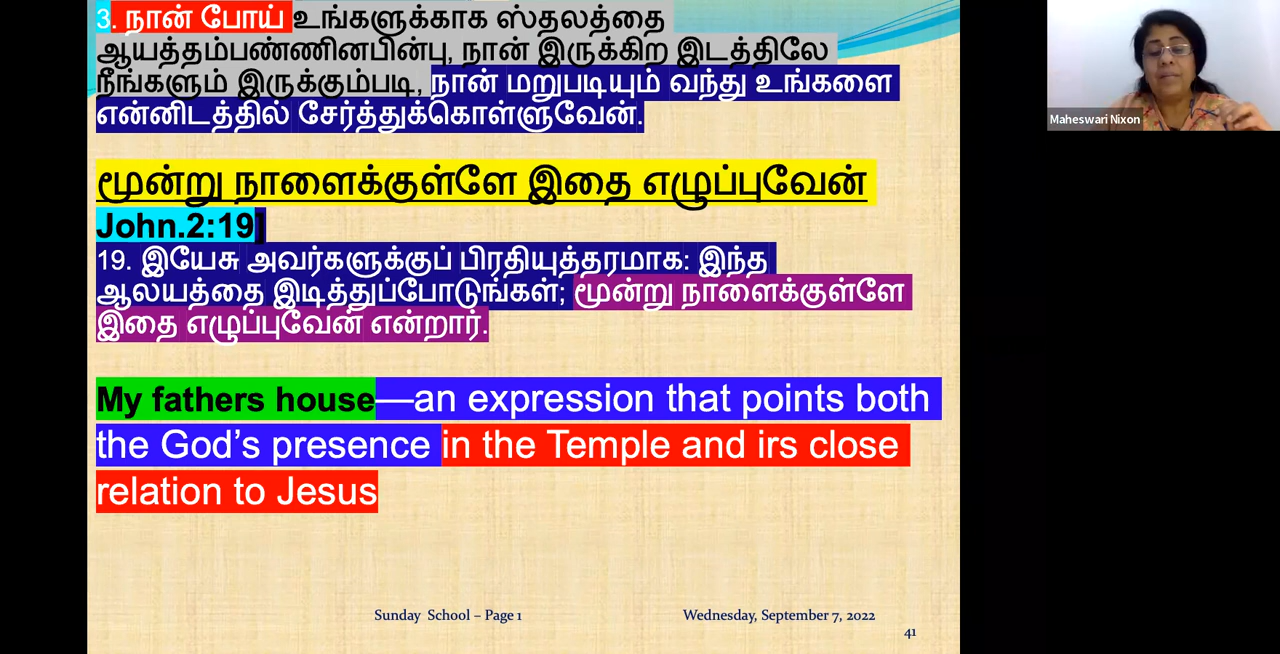 3. நான் போய் உங்களுக்காக ஸ்தலத்தை
ஆயத்தம்பண்ணினபின்பு, நான் இருக்கிற இடத்திலே
நீங்களும் இருக்கும்படி, நான் மறுபடியும் வந்து உங்களை
என்னிடத்தில் சேர்த்துக்கொள்ளுவேன்.
மூன்று நாளைக்குள்ளே இதை எழுப்புவேன்
John.2:19]
19. இயேசு அவர்களுக்குப் பிரதியுத்தரமாக: இந்த
ஆலயத்தை இடித்துப்போடுங்கள்; மூன்று நாளைக்குள்ளே
இதை எழுப்புவேன் என்றார்.
My fathers house—an expression that points both
the God’s presence in the Temple and irs close
relation to Jesus
Sunday School – Page 1
Wednesday, September 7, 2022
41
Maheswari Nixon